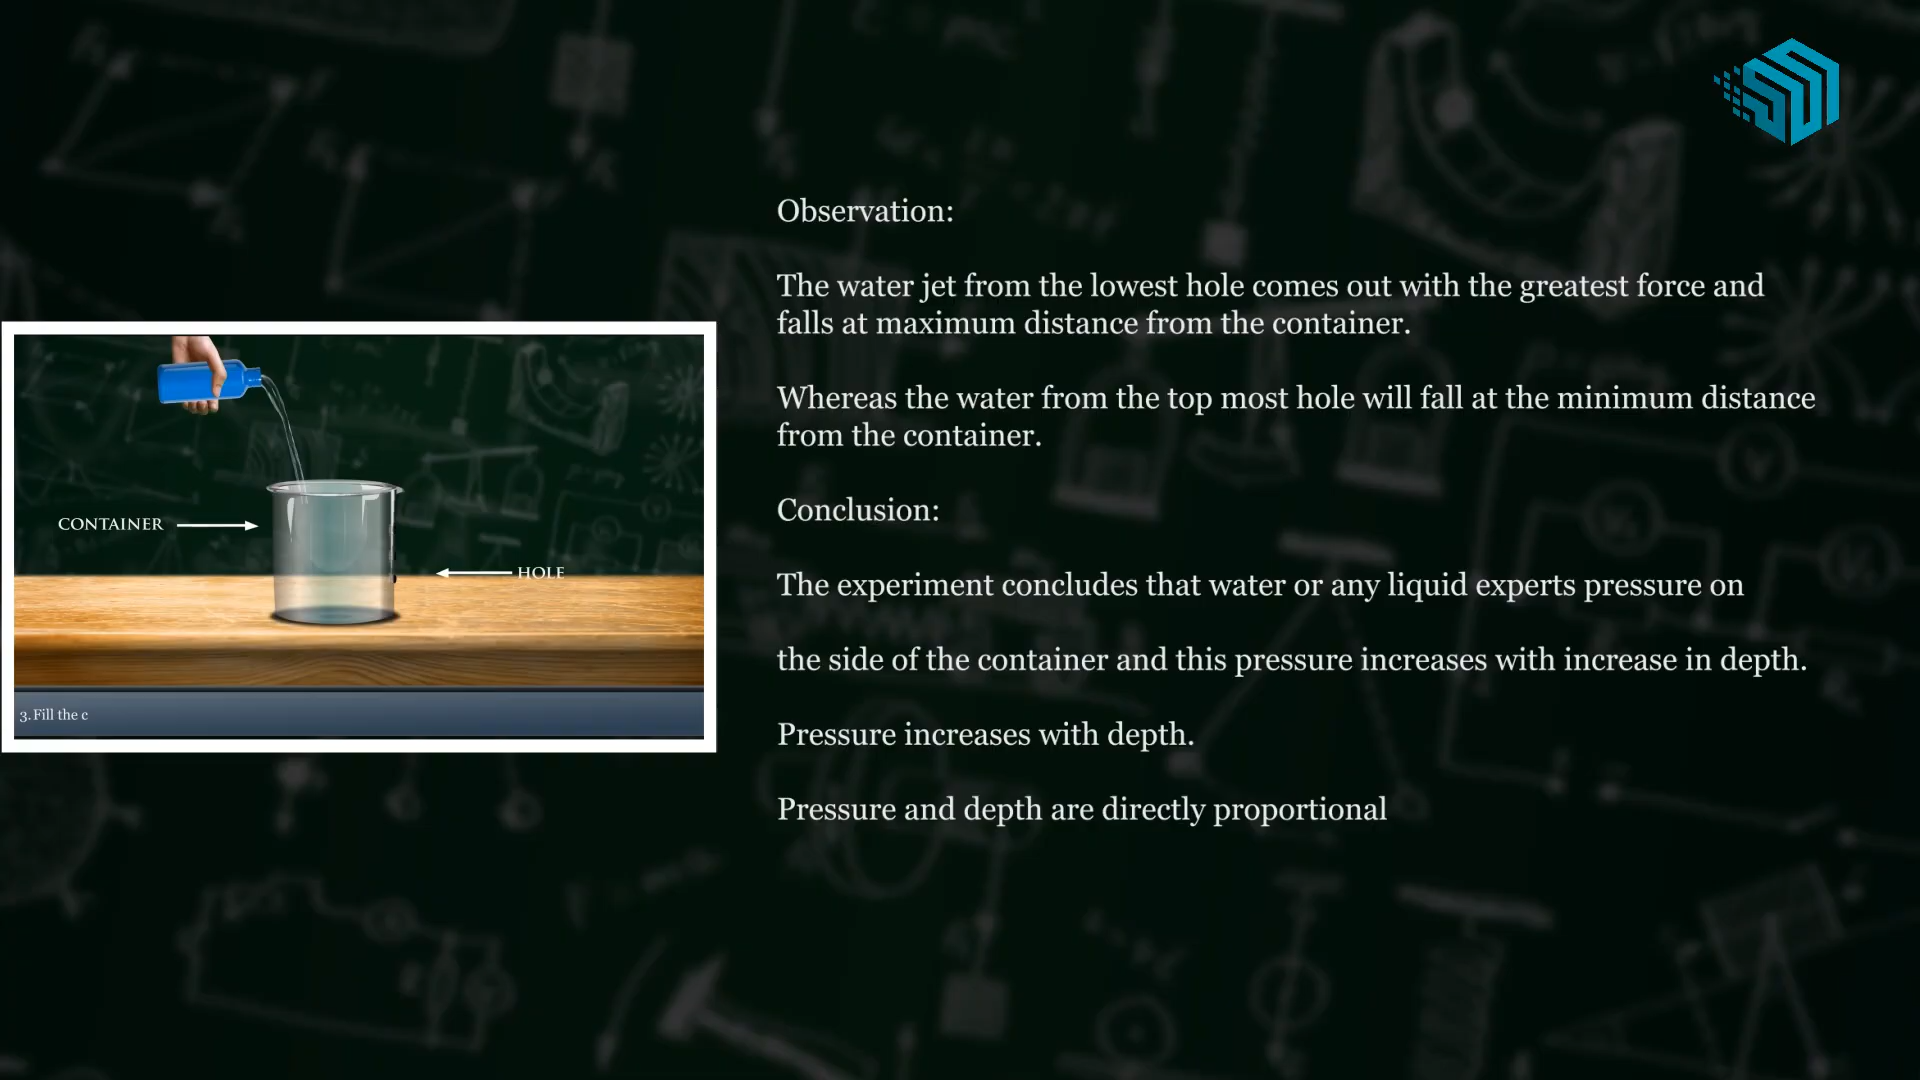 Observation:
The water jet from the lowest hole comes out with the greatest force and
falls at maximum distance from the container.
Whereas the water from the top most hole will fall at the minimum distance
from the container.
Conclusion:
The experiment concludes that water or any liquid experts pressure on
the side of the container and this pressure increases with increase in depth.
Pressure increases with depth.
Pressure and depth are directly proportional
CONTAINER
HOLE
3. Fill the c